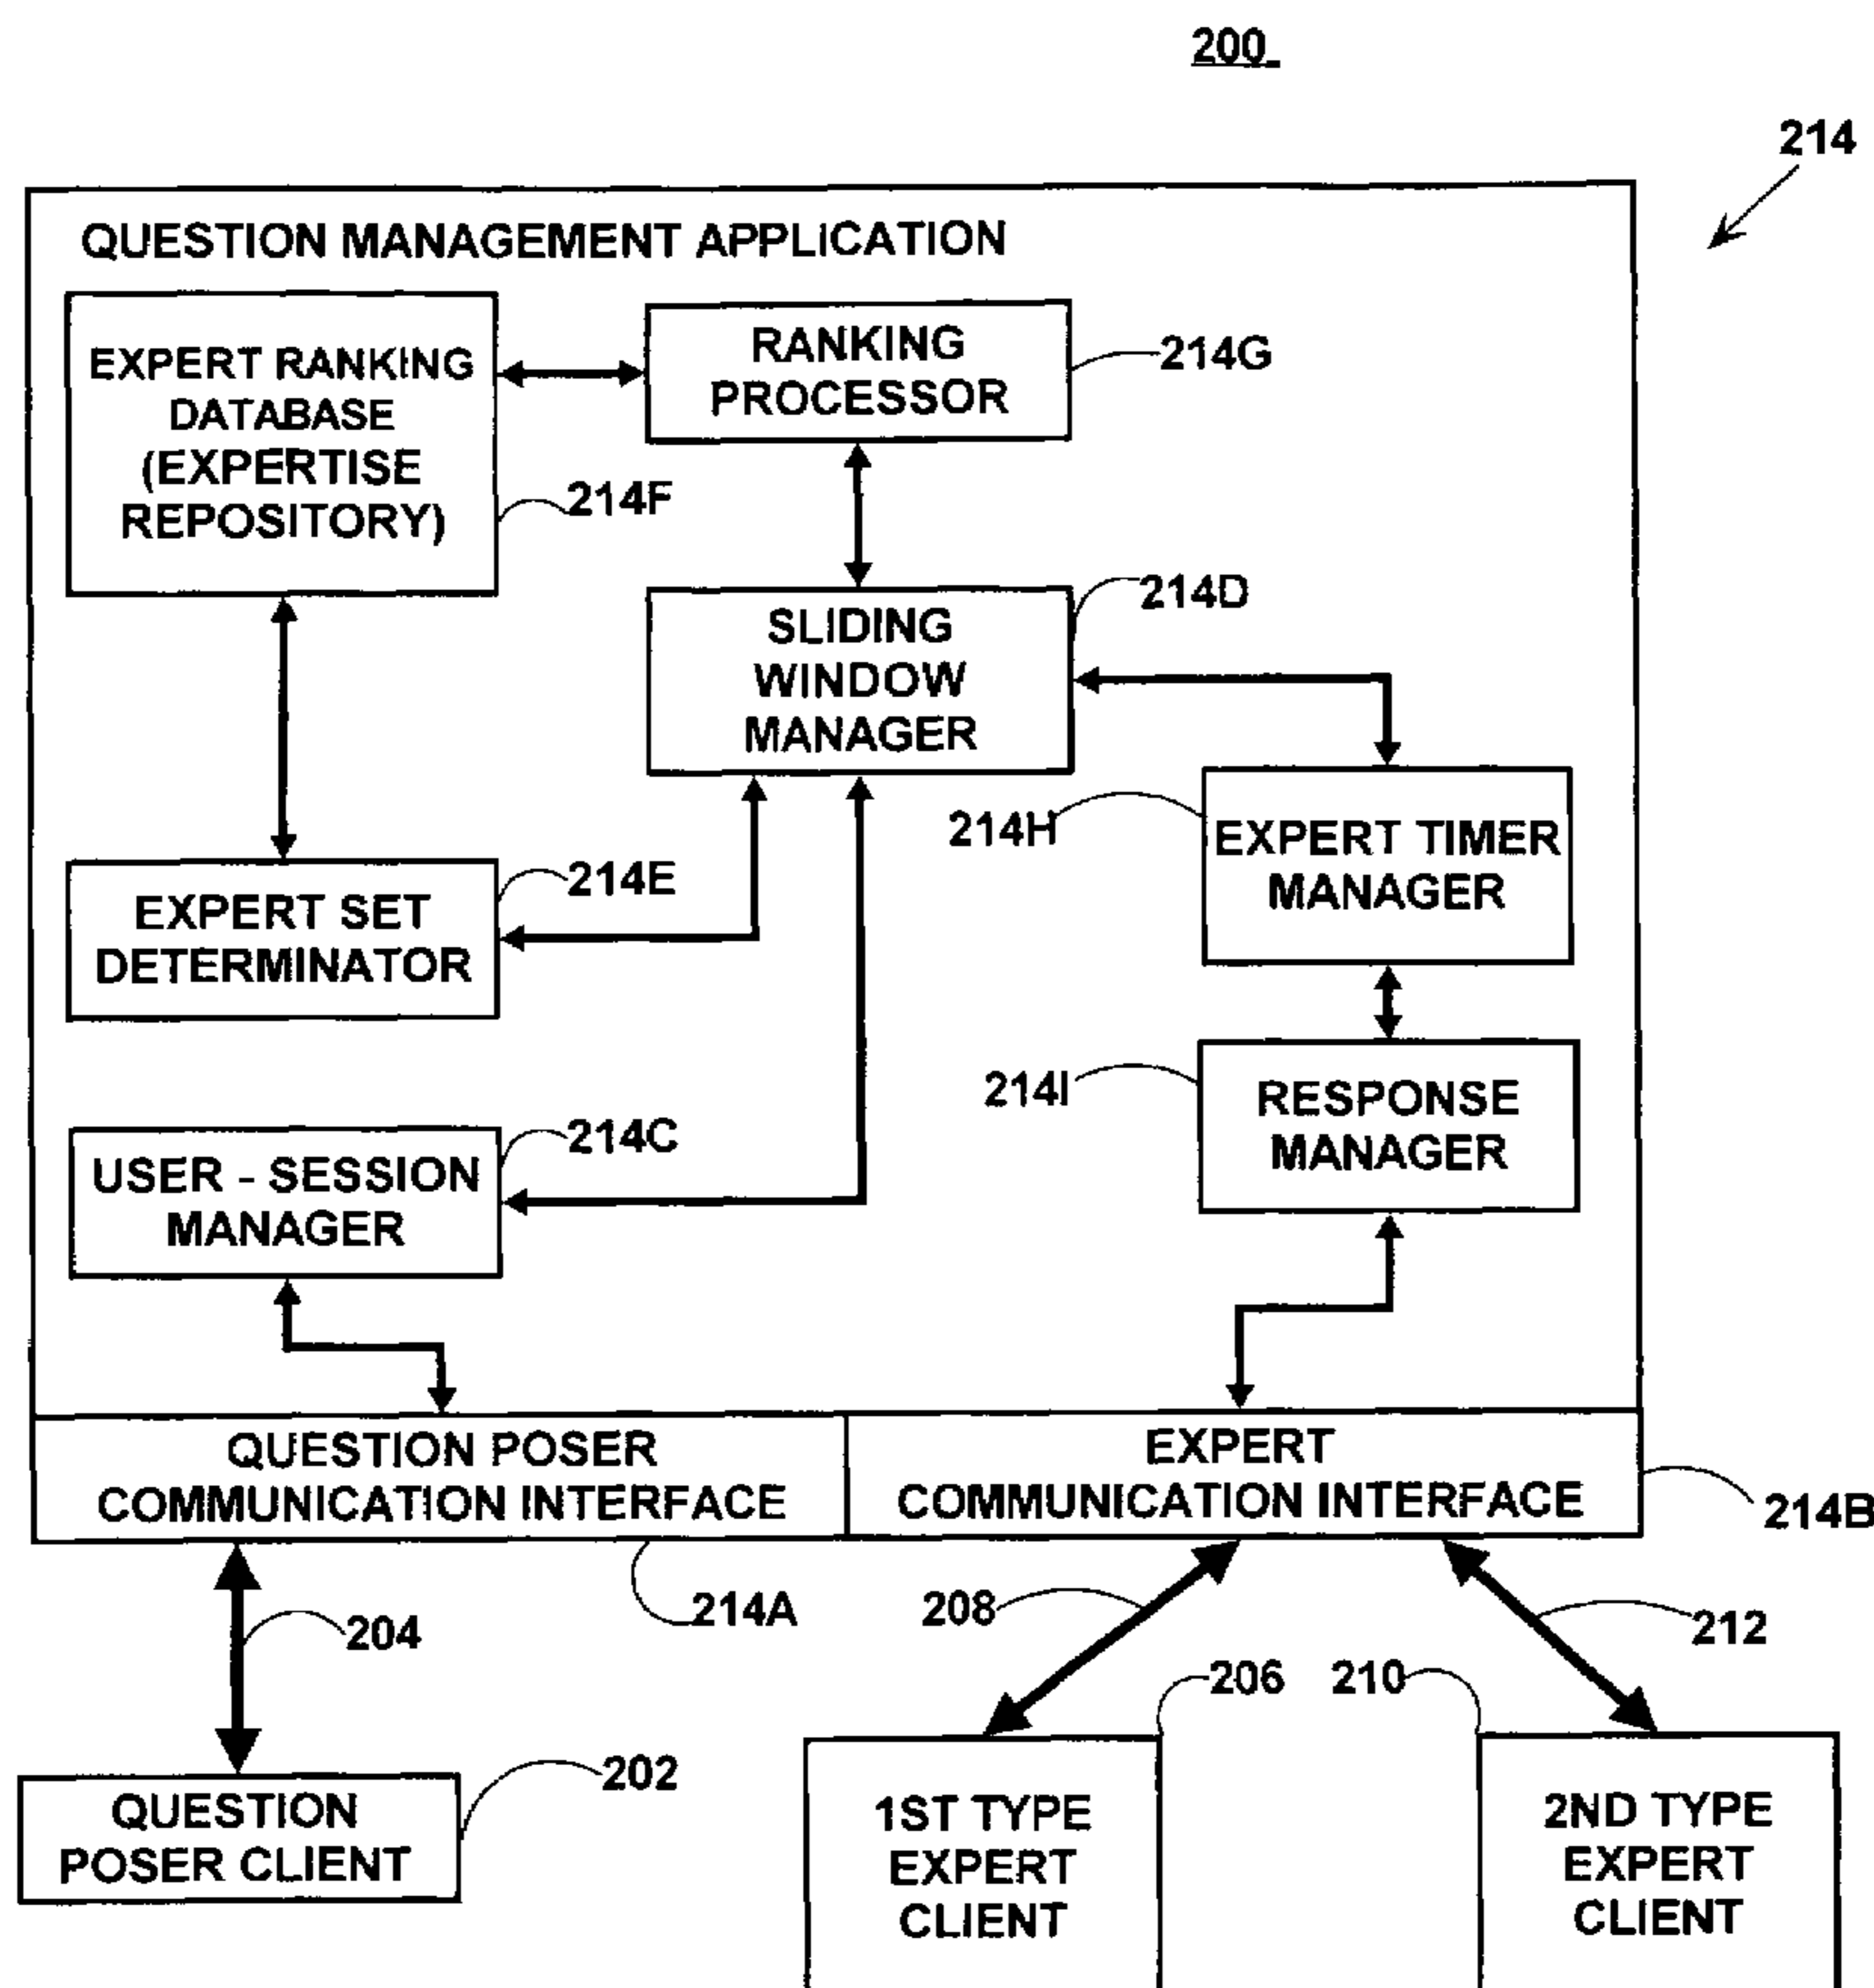 200
214
QUESTION MANAGEMENT APPLICATION
EXPERT RANKING
DATABASE
(EXPERTISE
REPOSITORY)
214F
RANKING
PROCESSOR
214G
SLIDING
WINDOW
MANAGER
214D
214H
EXPERT TIMER
MANAGER
EXPERT SET
DETERMINATOR
214E
214I
RESPONSE
MANAGER
USER - SESSION
MANAGER
214C
QUESTION POSER
COMMUNICATION INTERFACE
EXPERT
COMMUNICATION INTERFACE
214B
214A
204
208
212
206
210
202
QUESTION
POSER CLIENT
1ST TYPE
EXPERT
CLIENT
2ND TYPE
EXPERT
CLIENT